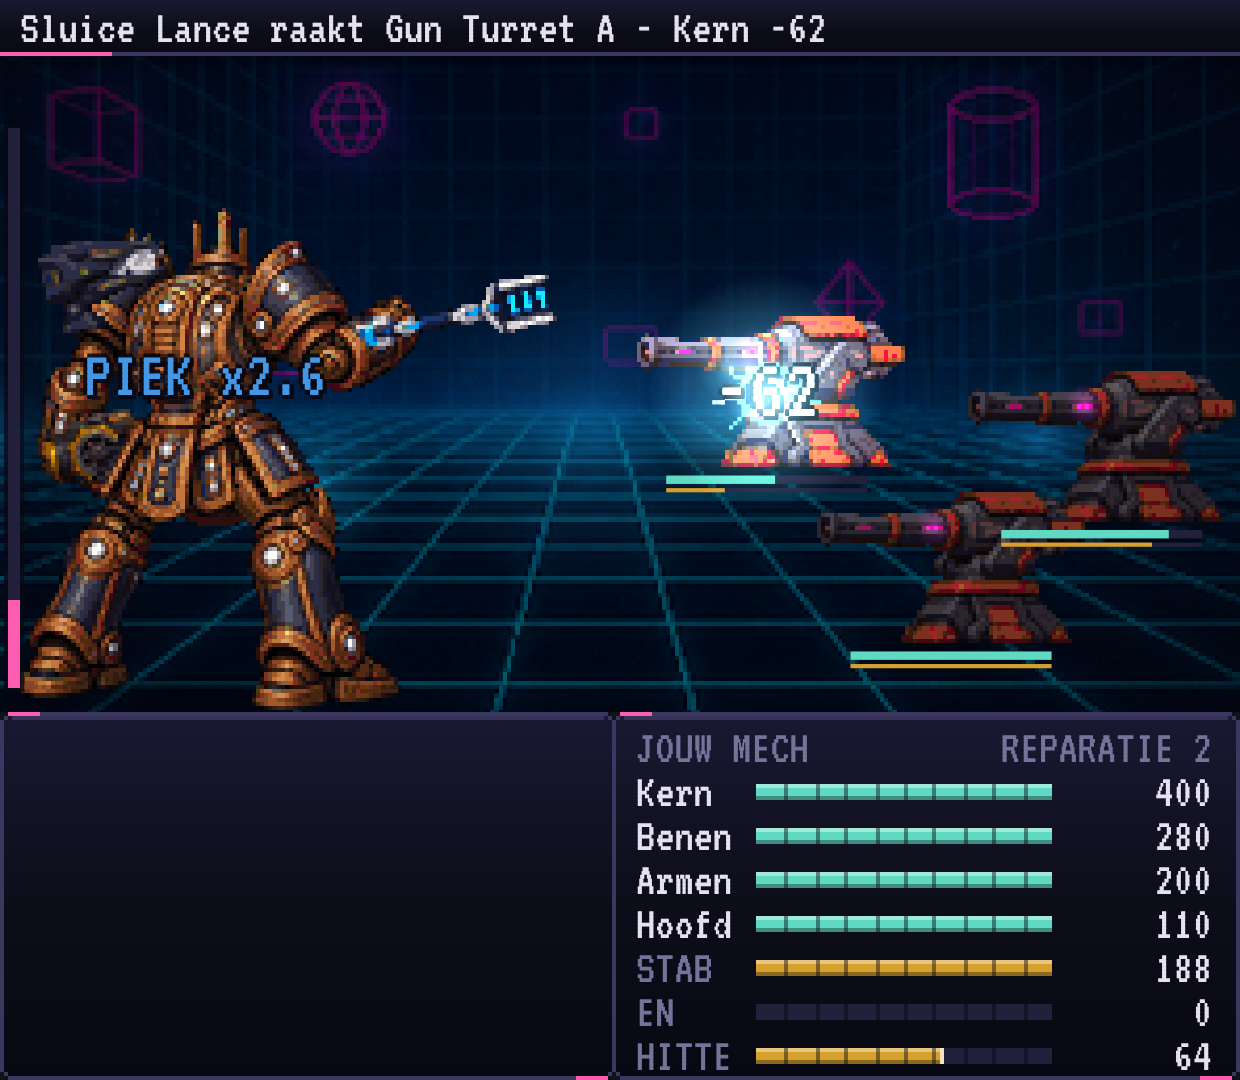 Sluice Lance raakt Gun Turret A - Kern -62
PIEK x2.6
-62
JOUW MECH REPARATIE 2
Kern 400
Benen 280
Armen 200
Hoofd 110
STAB 188
EN 0
HITTE 64